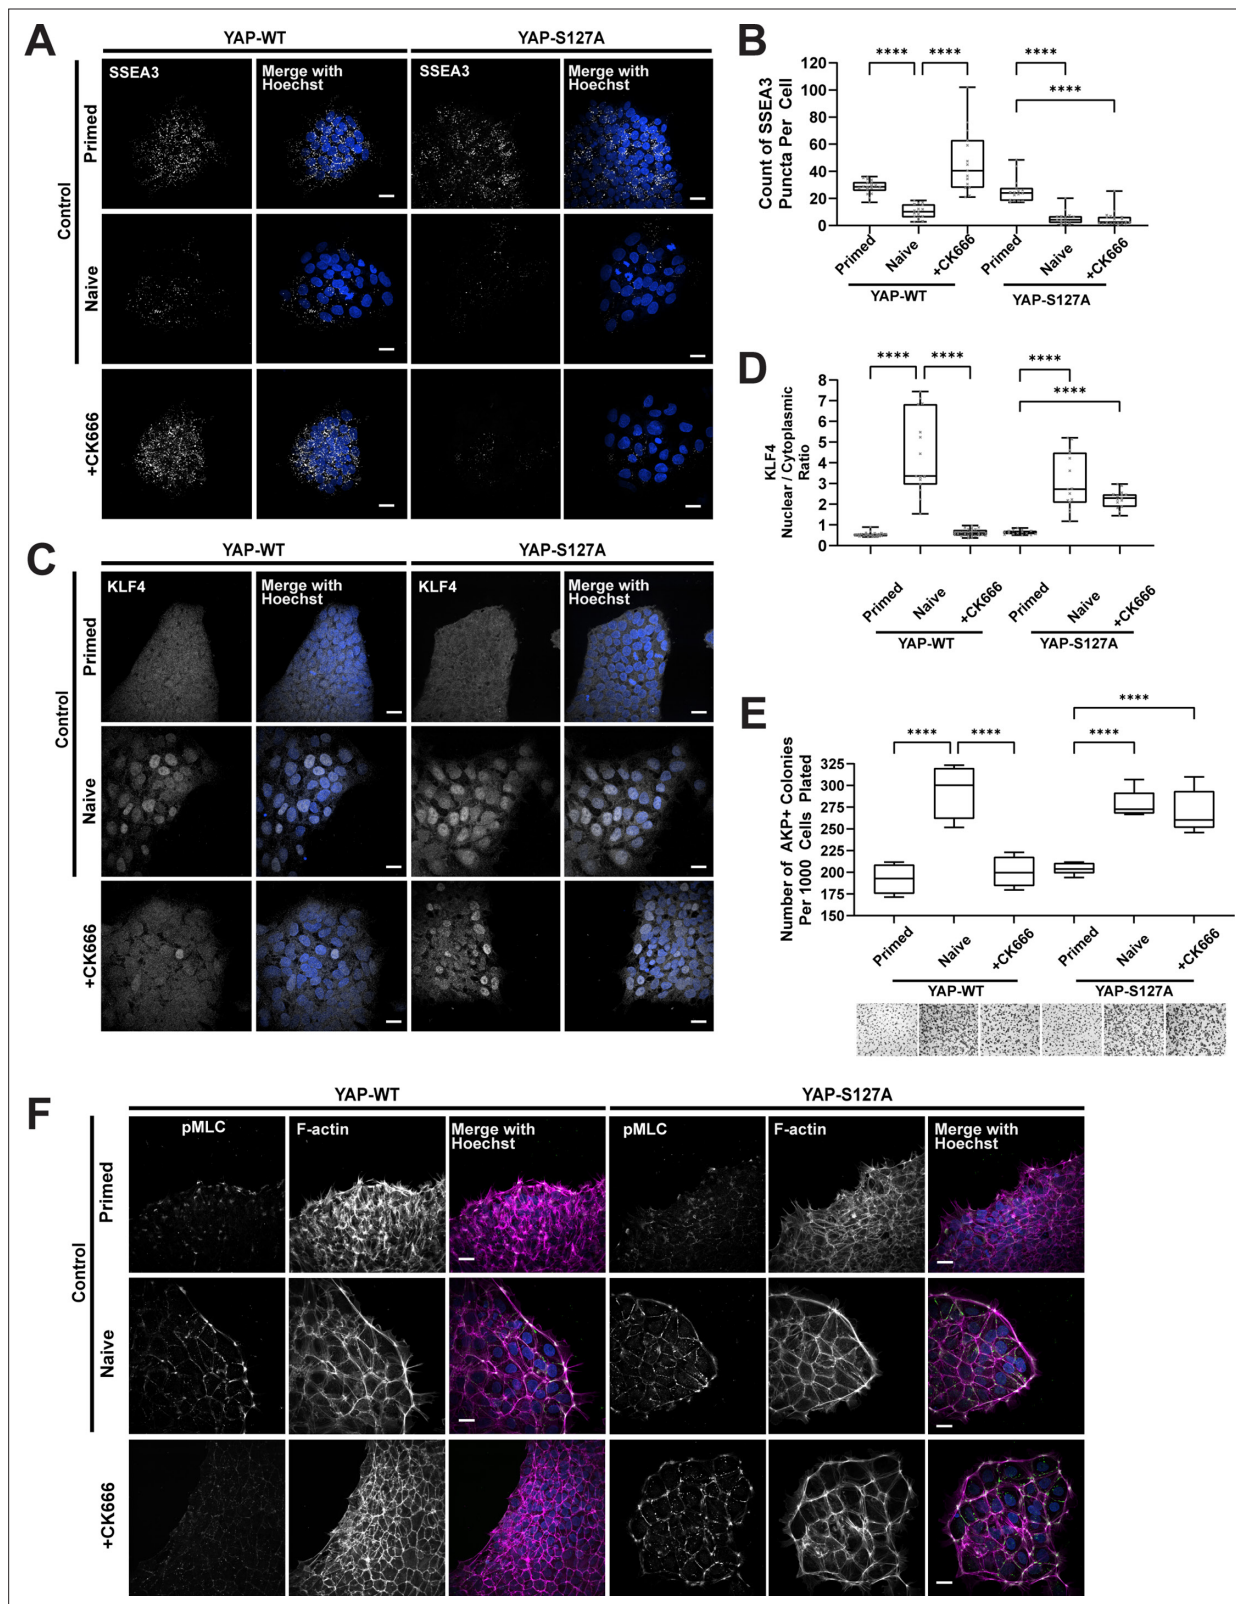 A
YAP-WT
YAP-S127A
SSEA3
Merge with
Hoechst
SSEA3
Merge with
Hoechst
Control
Primed
Naive
+CK666
B
Count of SSEA3
Puncta Per Cell
120
100
80
60
40
20
0
****
****
****
****
Primed
Naive
+CK666
Primed
Naive
+CK666
YAP-WT
YAP-S127A
C
YAP-WT
YAP-S127A
KLF4
Merge with
Hoechst
KLF4
Merge with
Hoechst
Control
Primed
Naive
+CK666
D
KLF4
Nuclear / Cytoplasmic
Ratio
8
7
6
5
4
3
2
1
0
****
****
****
****
Primed
Naive
+CK666
Primed
Naive
+CK666
YAP-WT
YAP-S127A
E
Number of AKP+ Colonies
Per 1000 Cells Plated
325
300
275
250
225
200
175
150
****
****
****
****
Primed
Naive
+CK666
Primed
Naive
+CK666
YAP-WT
YAP-S127A
F
YAP-WT
YAP-S127A
pMLC
F-actin
Merge with
Hoechst
pMLC
F-actin
Merge with
Hoechst
Control
Primed
Naive
+CK666